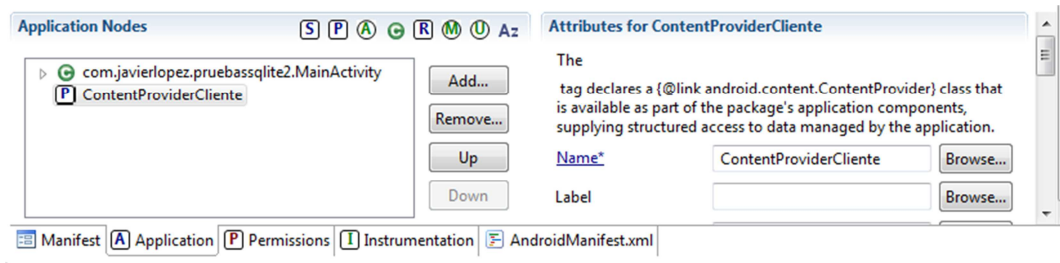 Application Nodes
S P A C R M U Az
com.javierlopez.pruebassqlite2.MainActivity
P ContentProviderCliente
Add...
Remove...
Up
Down
Attributes for ContentProviderCliente
The
tag declares a {@link android.content.ContentProvider} class that
is available as part of the package's application components,
supplying structured access to data managed by the application.
Name* ContentProviderCliente Browse...
Label Browse...
Manifest A Application P Permissions I Instrumentation AndroidManifest.xml